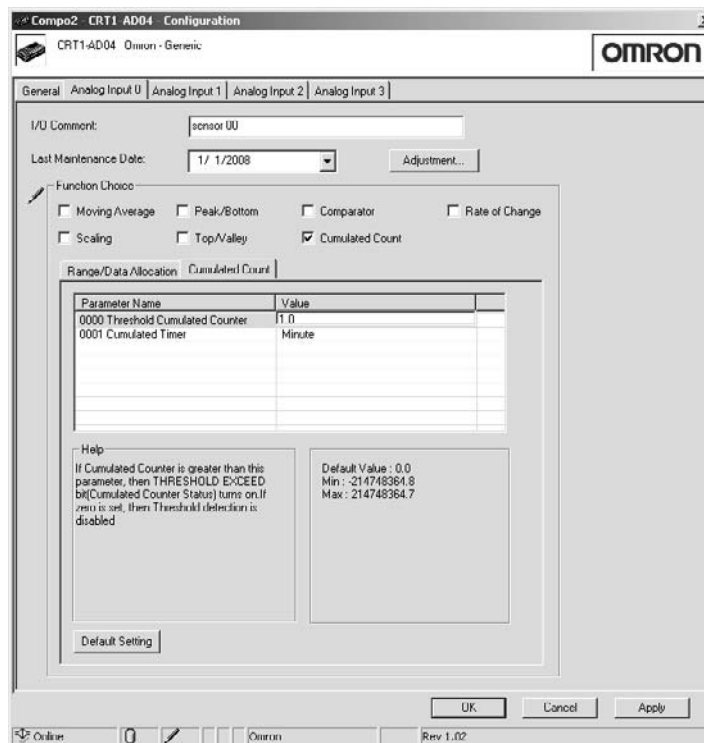 Compo2 - CRT1-AD04 - Configuration
CRT1-AD04 Omron - Generic
OMRON
General Analog Input 0 Analog Input 1 Analog Input 2 Analog Input 3
I/O Comment: sensor 00
Last Maintenance Date: 1/ 1/2008 Adjustment...
Function Choice
Moving Average Peak/Bottom Comparator Rate of Change
Scaling Top/Valley Cumulated Count
Range/Data Allocation Cumulated Count
Parameter Name Value
0000 Threshold Cumulated Counter 1.0
0001 Cumulated Timer Minute
Help
If Cumulated Counter is greater than this
parameter, then THRESHOLD EXCEED
bit(Cumulated Counter Status) turns on.If
zero is set, then Threshold detection is
disabled
Default Value : 0.0
Min : -214748364.8
Max : 214748364.7
Default Setting
OK Cancel Apply
Online Omron Rev 1.02